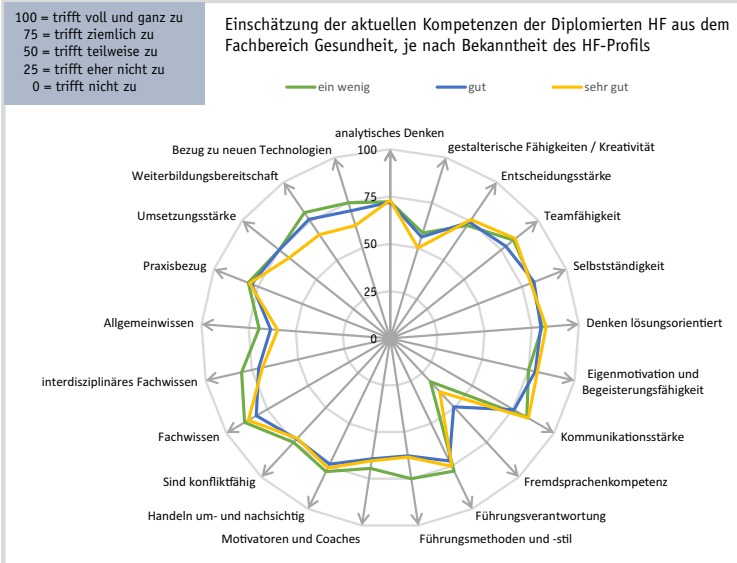 100 = trifft voll und ganz zu
75 = trifft ziemlich zu
50 = trifft teilweise zu
25 = trifft eher nicht zu
0 = trifft nicht zu
Einschätzung der aktuellen Kompetenzen der Diplomierten HF aus dem
Fachbereich Gesundheit, je nach Bekanntheit des HF-Profils
ein wenig
gut
sehr gut
analytisches Denken
gestalterische Fähigkeiten / Kreativität
Entscheidungsstärke
Teamfähigkeit
Selbstständigkeit
Denken lösungsorientiert
Eigenmotivation und
Begeisterungsfähigkeit
Kommunikationsstärke
Fremdsprachenkompetenz
Führungsverantwortung
Führungsmethoden und -stil
Motivatoren und Coaches
Handeln um- und nachsichtig
Sind konfliktfähig
Fachwissen
interdisziplinäres Fachwissen
Allgemeinwissen
Praxisbezug
Umsetzungsstärke
Weiterbildungsbereitschaft
Bezug zu neuen Technologien
100
75
50
25
0